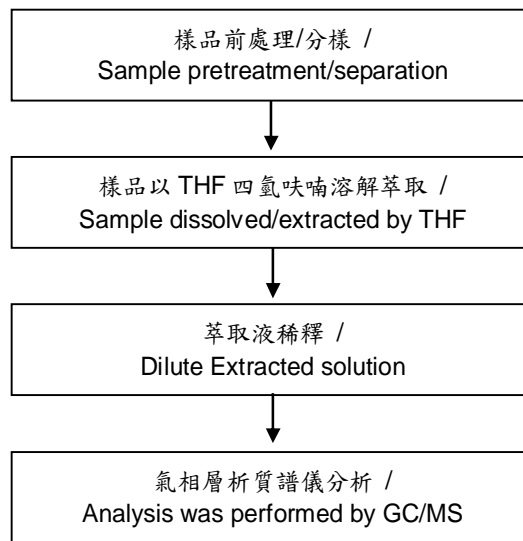 樣品前處理/分樣 /
Sample pretreatment/separation
樣品以 THF 四氫呋喃溶解萃取 /
Sample dissolved/extracted by THF
萃取液稀釋 /
Dilute Extracted solution
氣相層析質譜儀分析 /
Analysis was performed by GC/MS